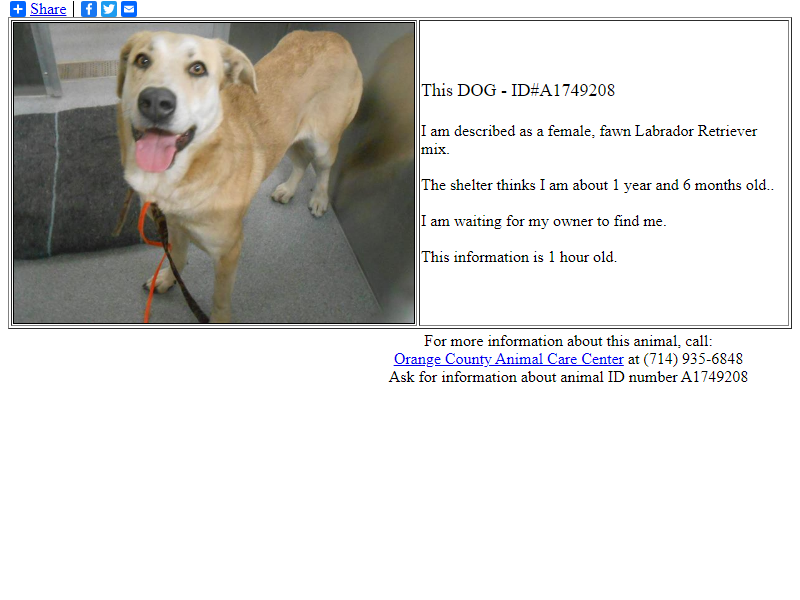 Share |
This DOG - ID#A1749208
I am described as a female, fawn Labrador Retriever
mix.
The shelter thinks I am about 1 year and 6 months old..
I am waiting for my owner to find me.
This information is 1 hour old.
For more information about this animal, call:
Orange County Animal Care Center at (714) 935-6848
Ask for information about animal ID number A1749208